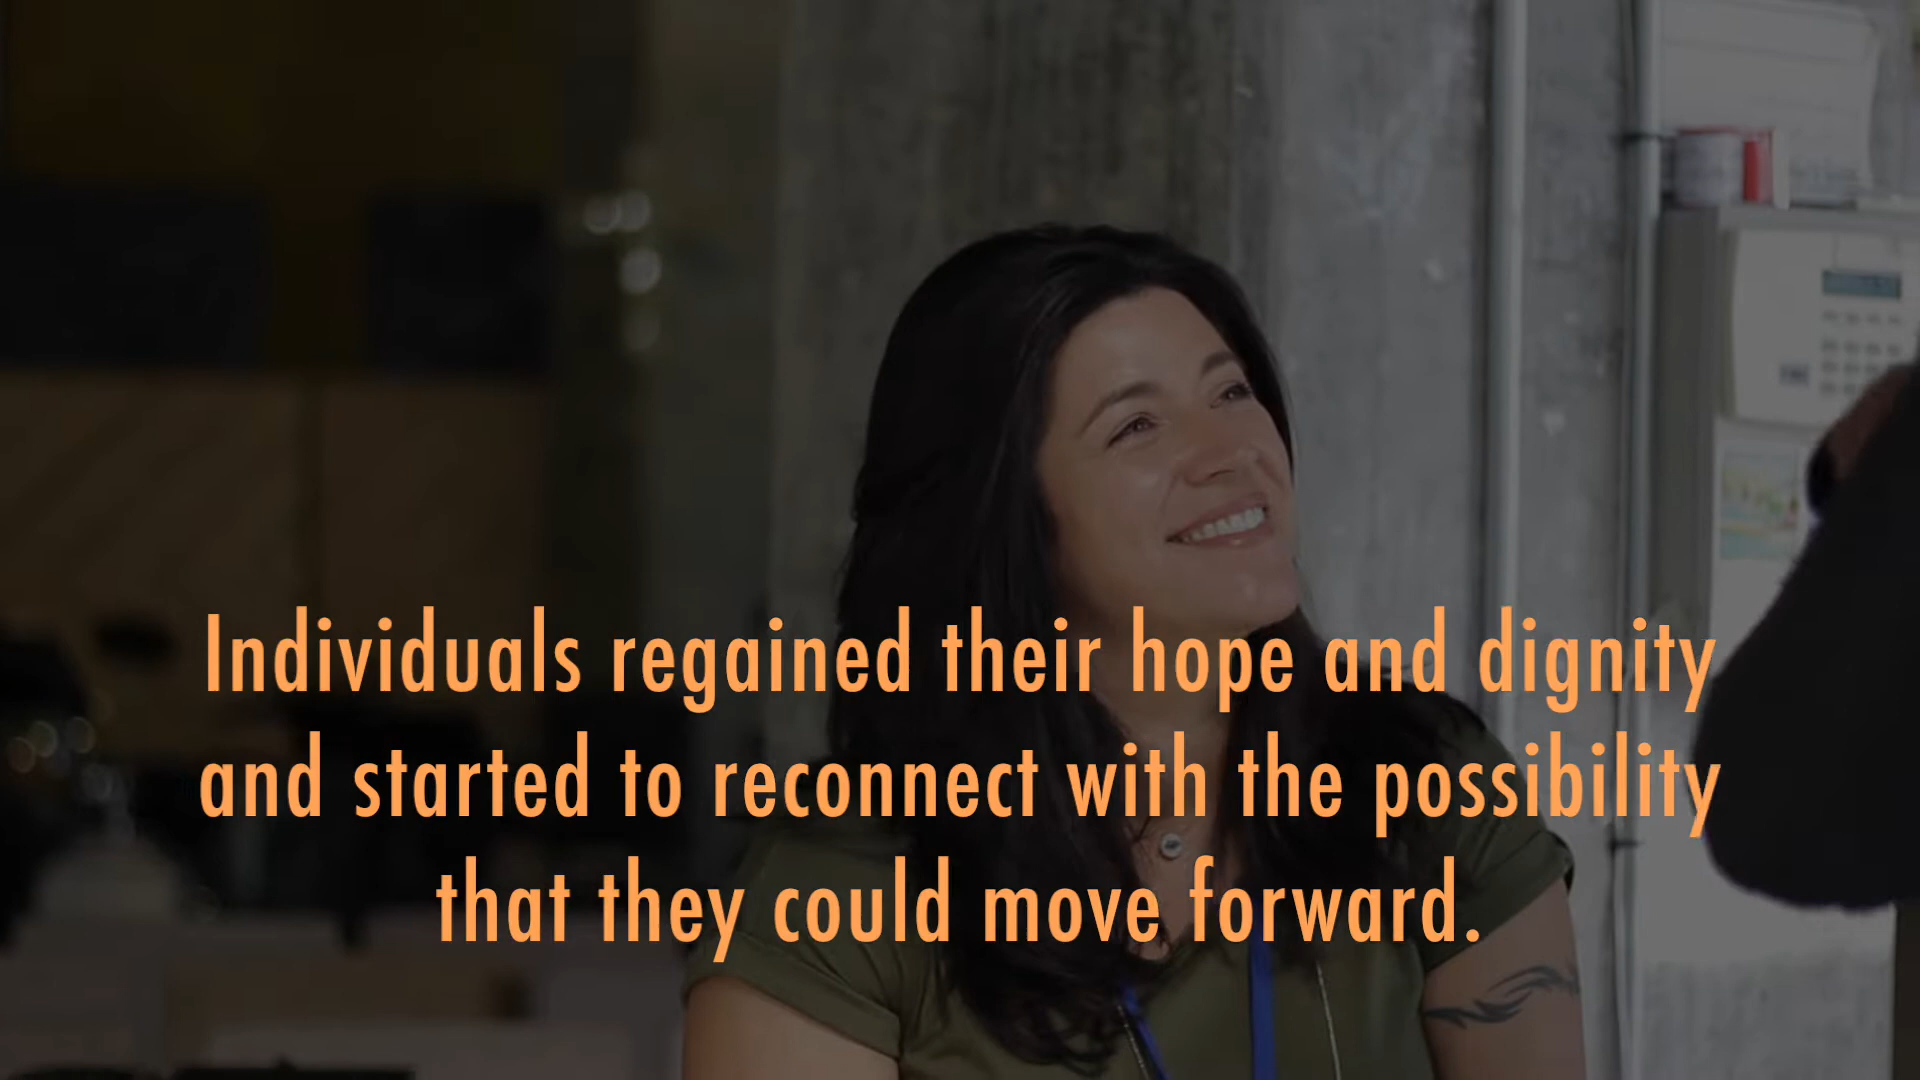 Individuals regained their hope and dignity
and started to reconnect with the possibility
that they could move forward.